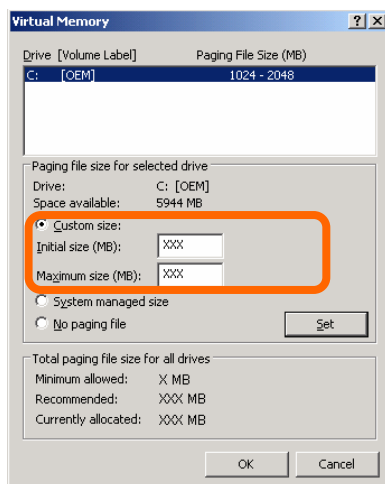 Virtual Memory
Drive [Volume Label] Paging File Size (MB)
C: [OEM] 1024 - 2048
Paging file size for selected drive
Drive: C: [OEM]
Space available: 5944 MB
Custom size:
Initial size (MB): XXX
Maximum size (MB): XXX
System managed size
No paging file Set
Total paging file size for all drives
Minimum allowed: X MB
Recommended: XXX MB
Currently allocated: XXX MB
OK Cancel